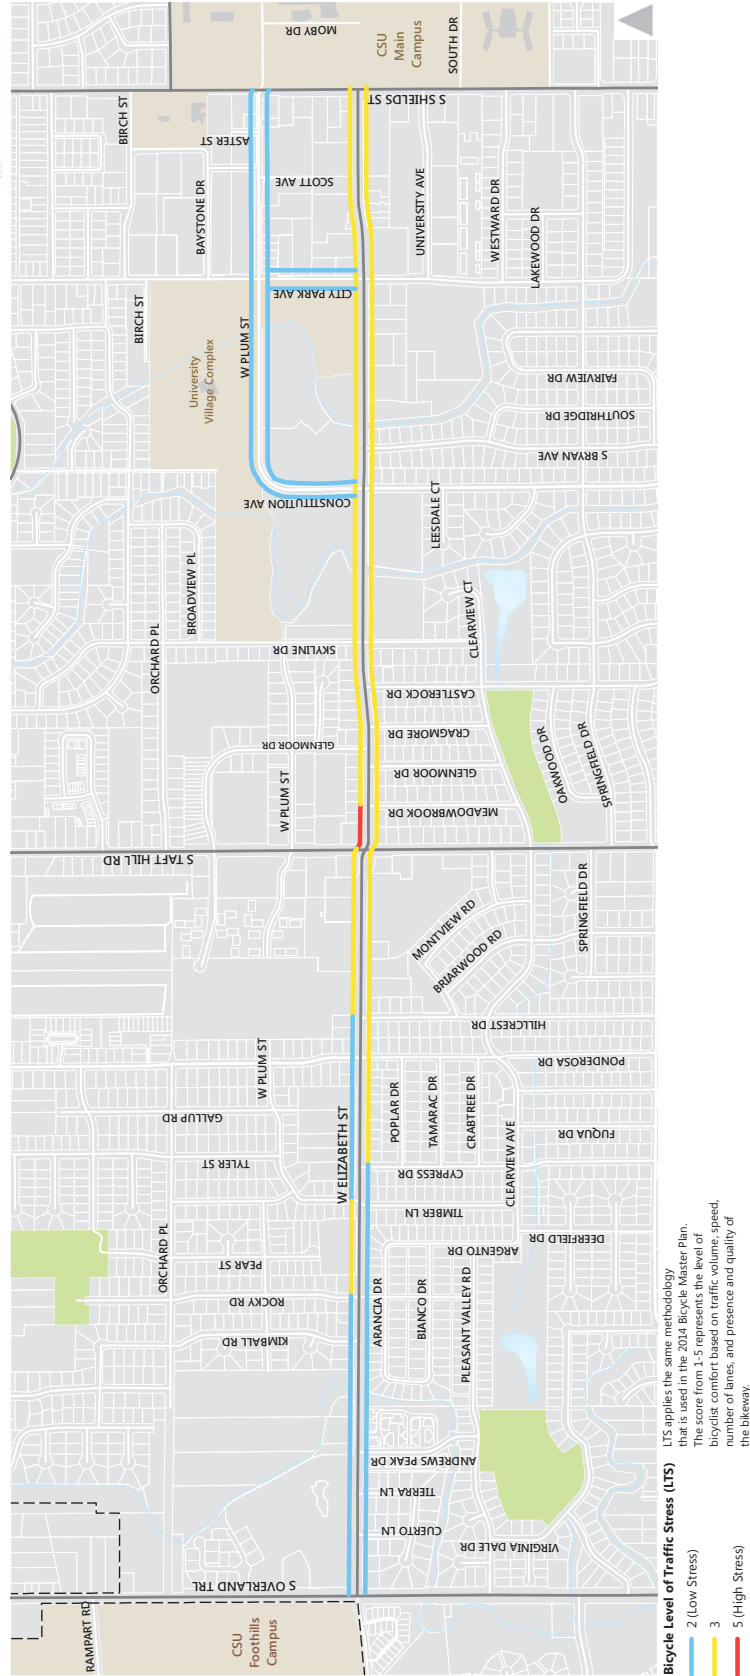 MOBY DR
CSU
Main
Campus
SOUTH DR
S SHIELDS ST
BIRCH ST
ASTER ST
BAYSTONE DR
SCOTT AVE
UNIVERSITY AVE
WESTWARD DR
LAKEWOOD DR
CITY PARK AVE
BIRCH ST
W PLUM ST
University
Village Complex
FAIRVIEW DR
SOUTHRIDGE DR
S BRYAN AVE
CONSTITUTION AVE
LEESDALE CT
BROADVIEW PL
ORCHARD PL
SKYLINE DR
CLEARVIEW CT
CASTLEROCK DR
CRAGMORE DR
GLENMOOR DR
GLENMOOR DR
OAKWOOD DR
SPRINGFIELD DR
W PLUM ST
MEADOWBROOK DR
S TAFT HILL RD
MONTVIEW RD
BRIARWOOD RD
SPRINGFIELD DR
HILLCREST DR
PONDEROSA DR
W PLUM ST
GALLUP RD
POPLAR DR
TAMARAC DR
CRABTREE DR
FUQUA DR
W ELIZABETH ST
TYLER ST
CYPRESS DR
CLEARVIEW AVE
TIMBER LN
DEERFIELD DR
ARGENTO DR
ORCHARD PL
PEAR ST
ROCKY RD
ARANCIA DR
BIANCO DR
PLEASANT VALLEY RD
KIMBALL RD
ANDREWS PEAK DR
TIERRA LN
CUERTO LN
VIRGINIA DALE DR
S OVERLAND TRL
RAMPART RD
CSU
Foothills
Campus
Bicycle Level of Traffic Stress (LTS)
2 (Low Stress)
3
5 (High Stress)
LTS applies the same methodology
that is used in the 2014 Bicycle Master Plan.
The score from 1-5 represents the level of
bicyclist comfort based on traffic volume, speed,
number of lanes, and presence and quality of
the bikeway.